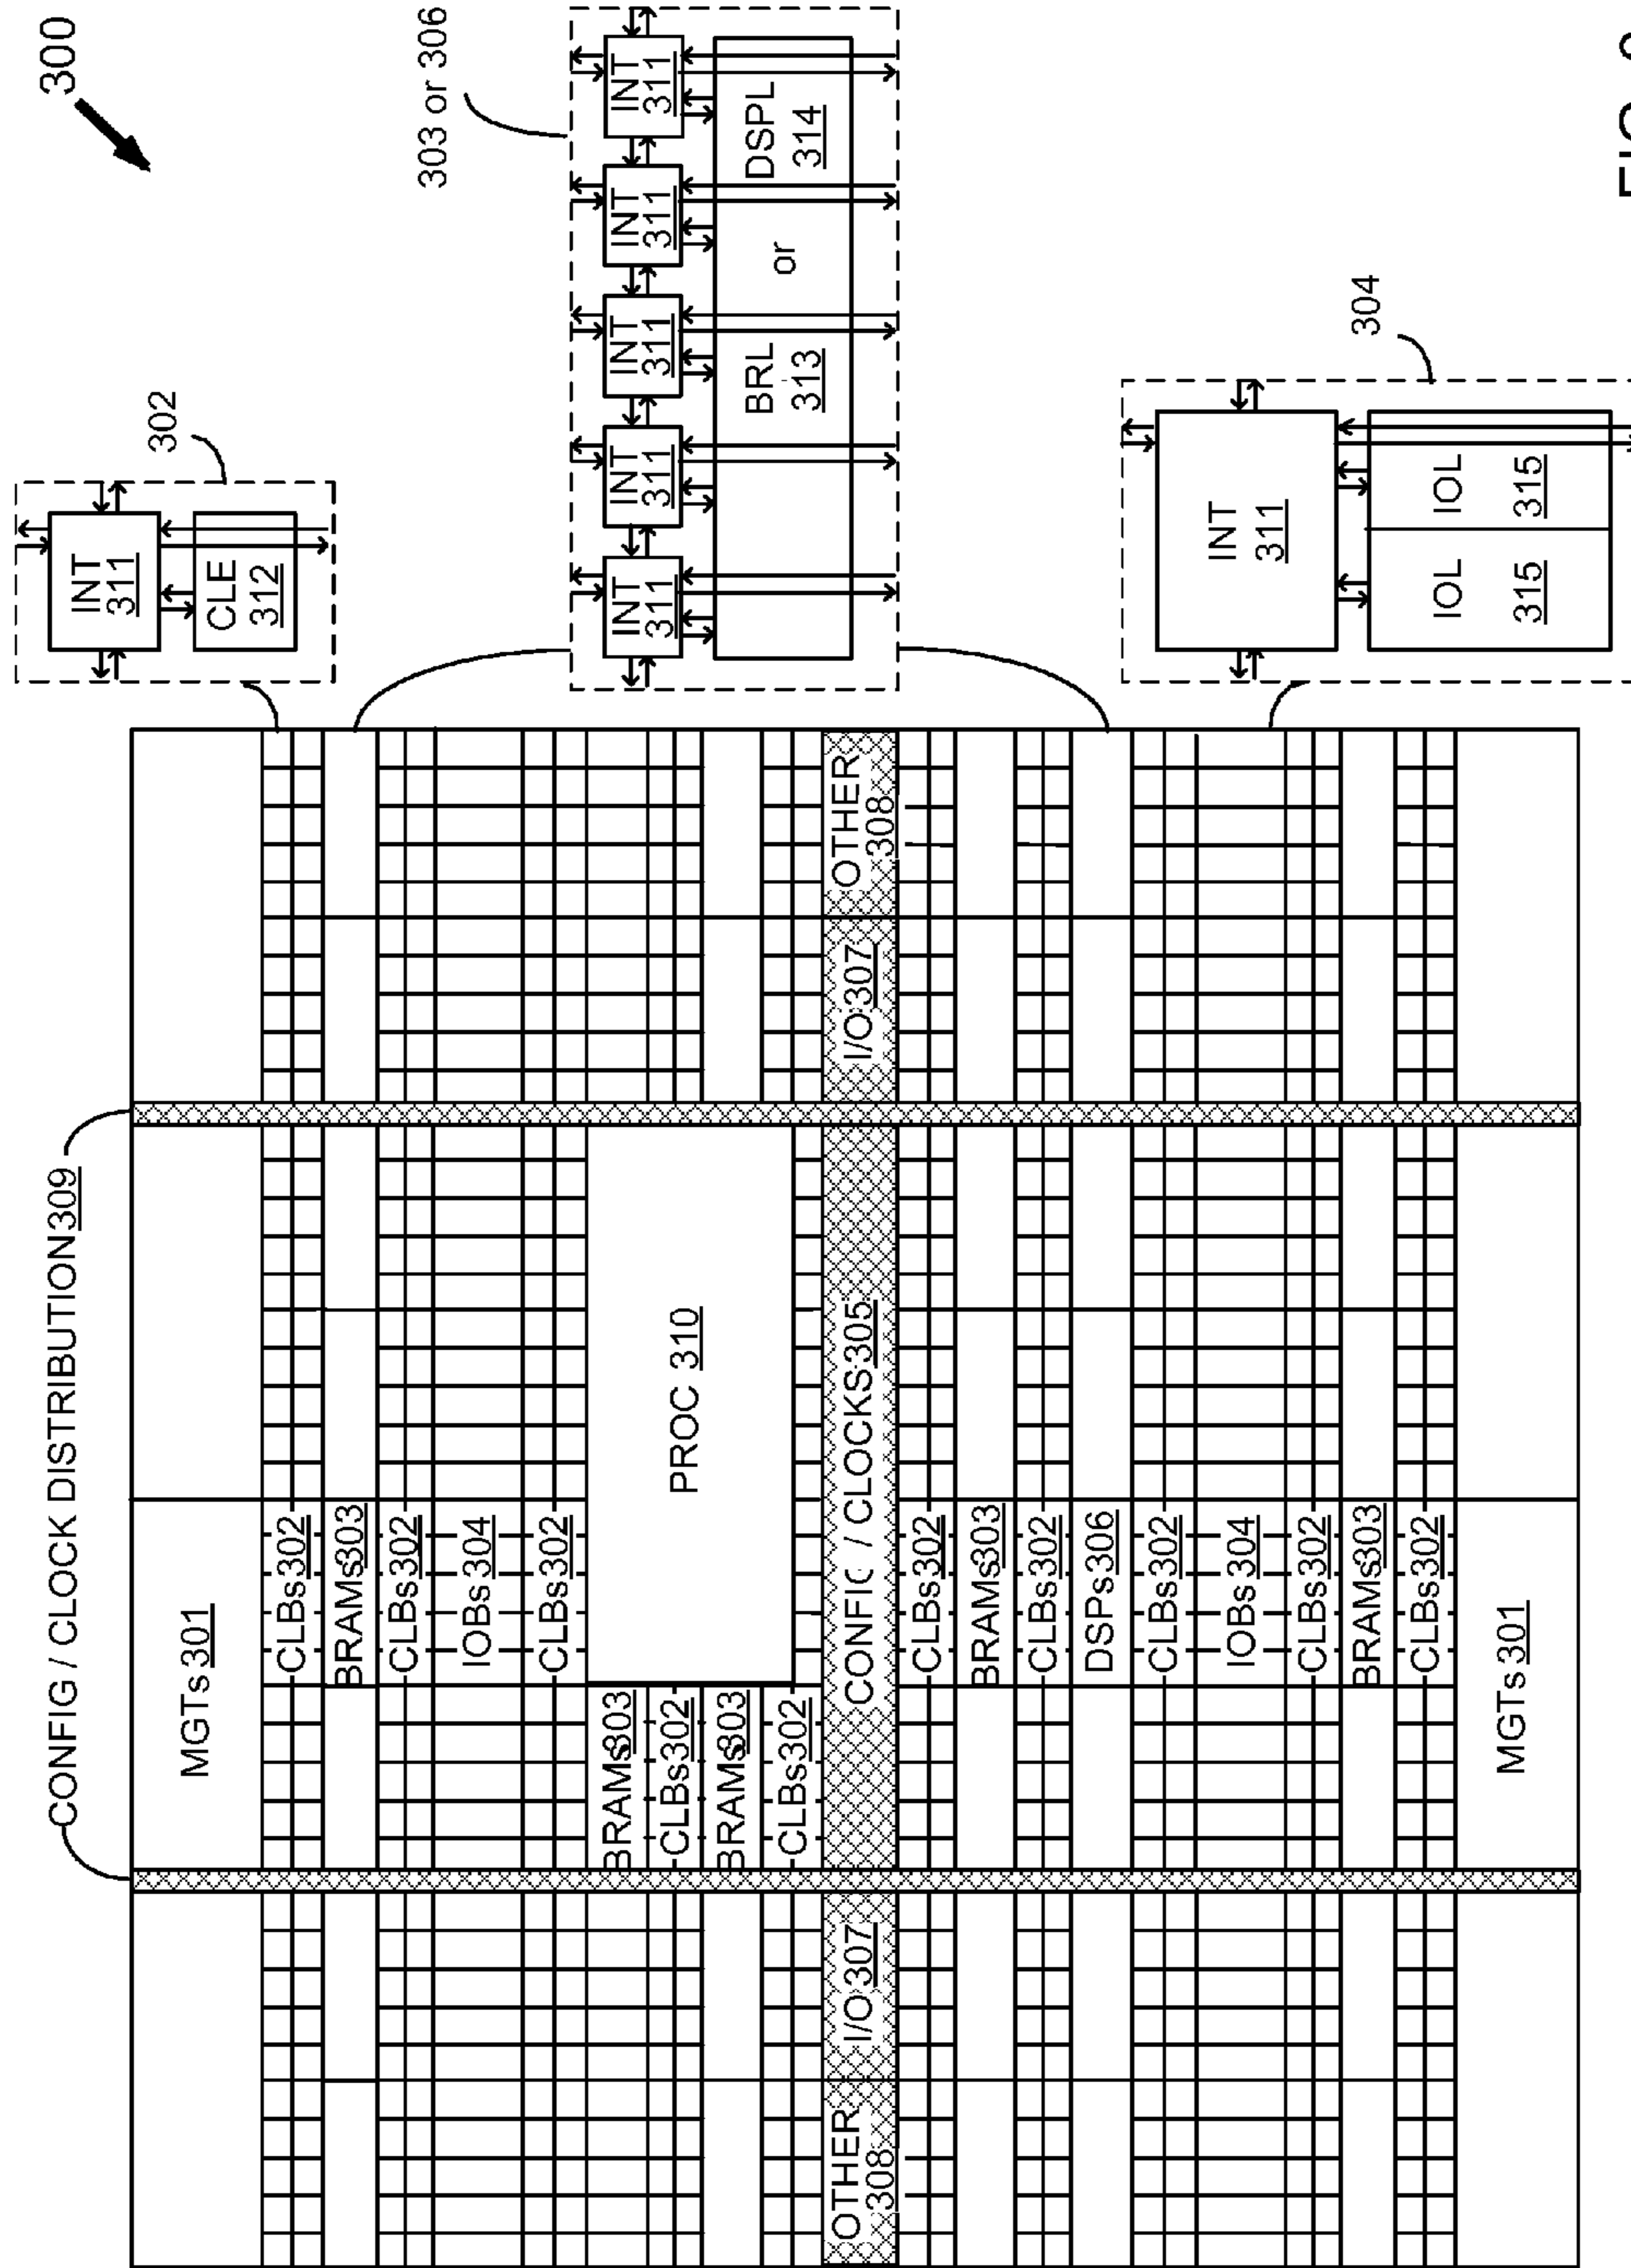 300
CONFIG / CLOCK DISTRIBUTION 309
MGTs 301
CLBs 302
BRAMs 303
CLBs 302
IOBs 304
CLBs 302
BRAMs 303
CLBs 302
BRAMs 303
CLBs 302
PROC 310
OTHER
308
I/O 307
CONFIG / CLOCKS 305
I/O 307
OTHER
308
CLBs 302
BRAMs 303
CLBs 302
DSPs 306
CLBs 302
IOBs 304
CLBs 302
BRAMs 303
CLBs 302
MGTs 301
302
INT
311
CLE
312
303 or 306
INT
311
INT
311
INT
311
INT
311
INT
311
BRL
313
or
DSPL
314
304
INT
311
IOL
315
IOL
315
FIG.